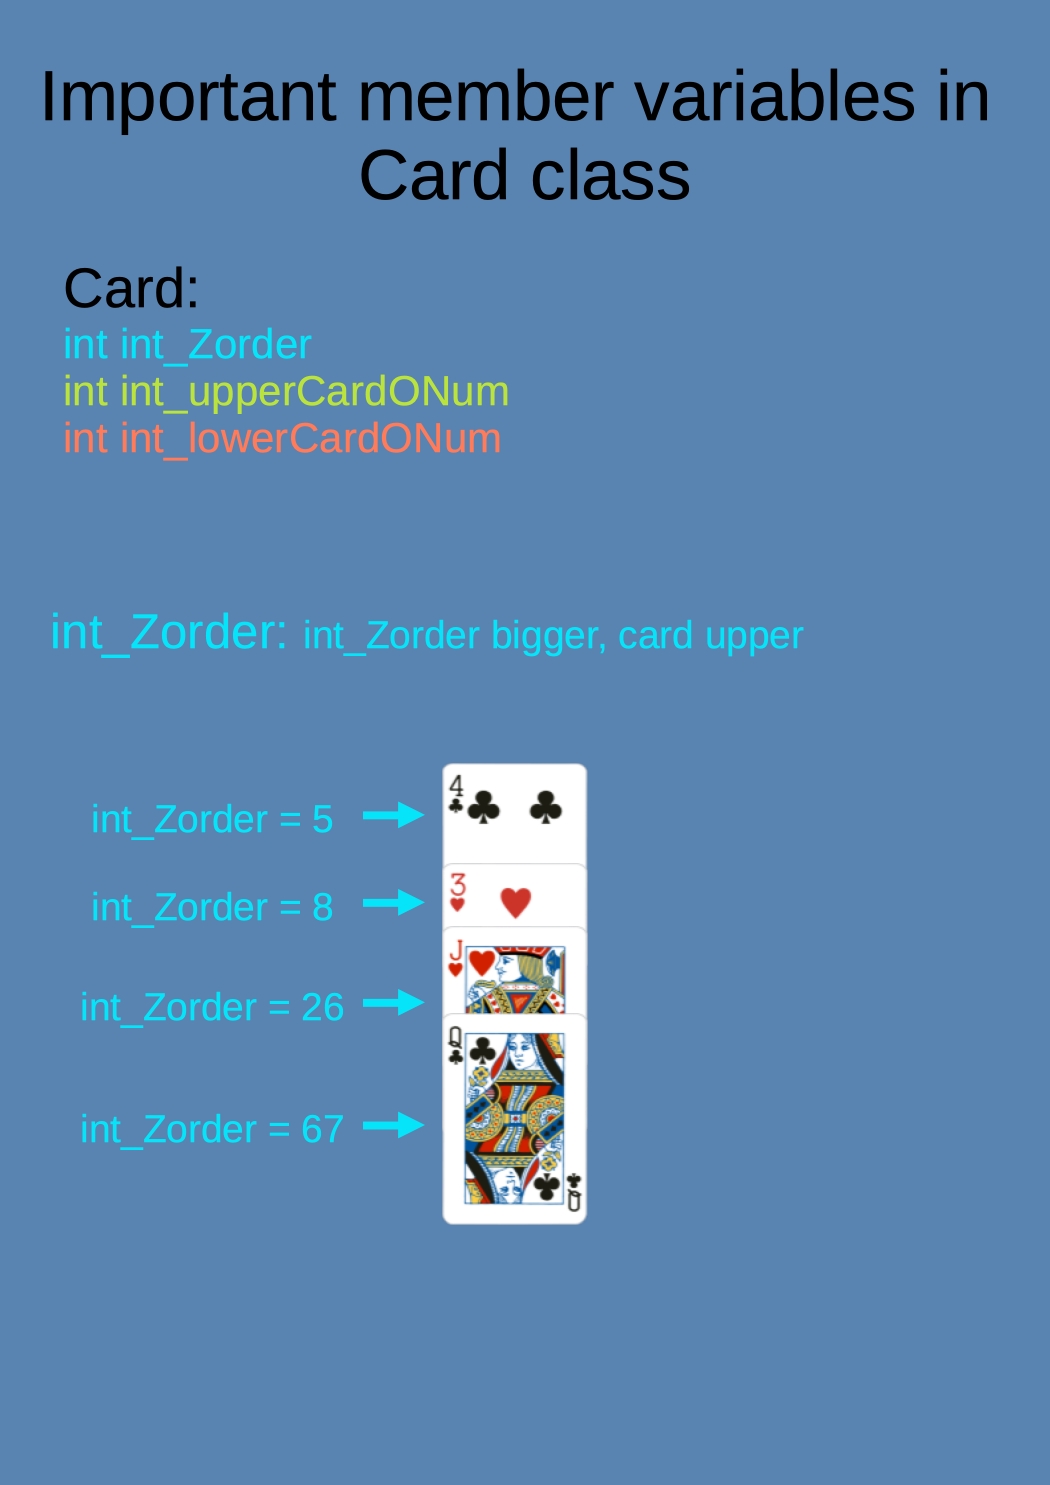 Important member variables in
Card class
Card:
int int_Zorder
int int_upperCardONum
int int_lowerCardONum
int_Zorder: int_Zorder bigger, card upper
4
int_Zorder = 5
3
int_Zorder = 8
J
int_Zorder = 26
Q
int_Zorder = 67
Q